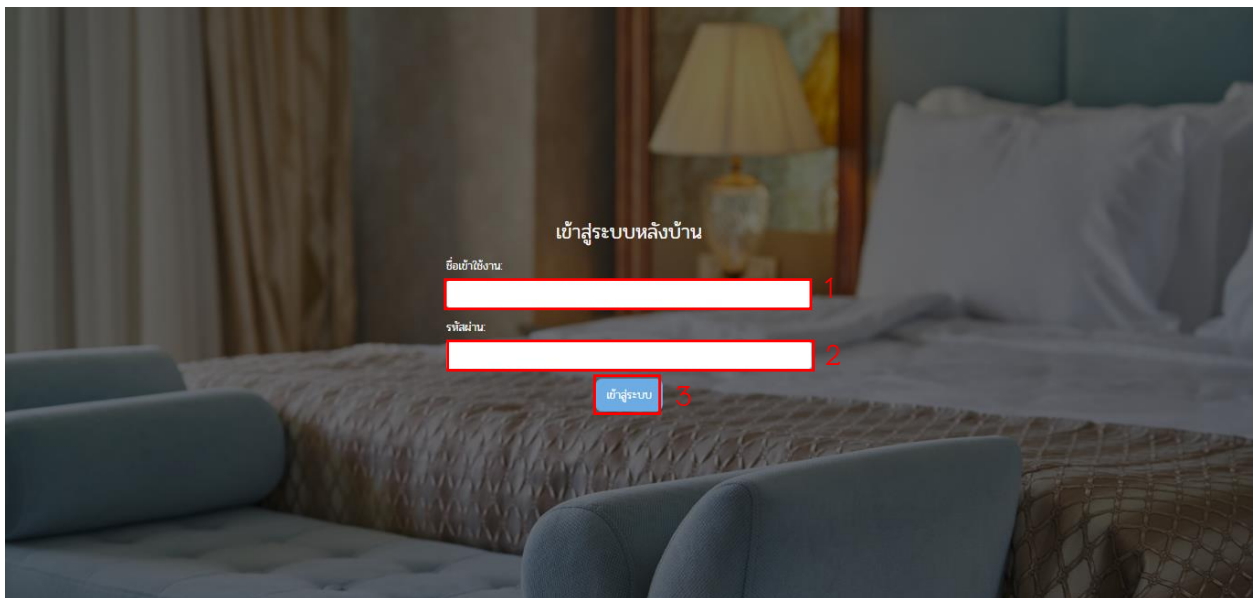 เข้าสู่ระบบหลังบ้าน
ชื่อเข้าใช้งาน:
1
รหัสผ่าน:
2
เข้าสู่ระบบ 3